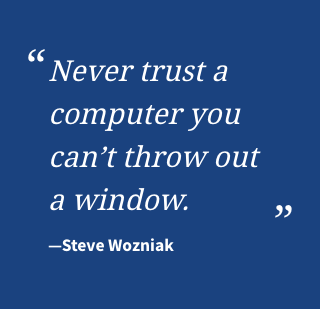 “ Never trust a
computer you
can’t throw out
a window. ”
—Steve Wozniak